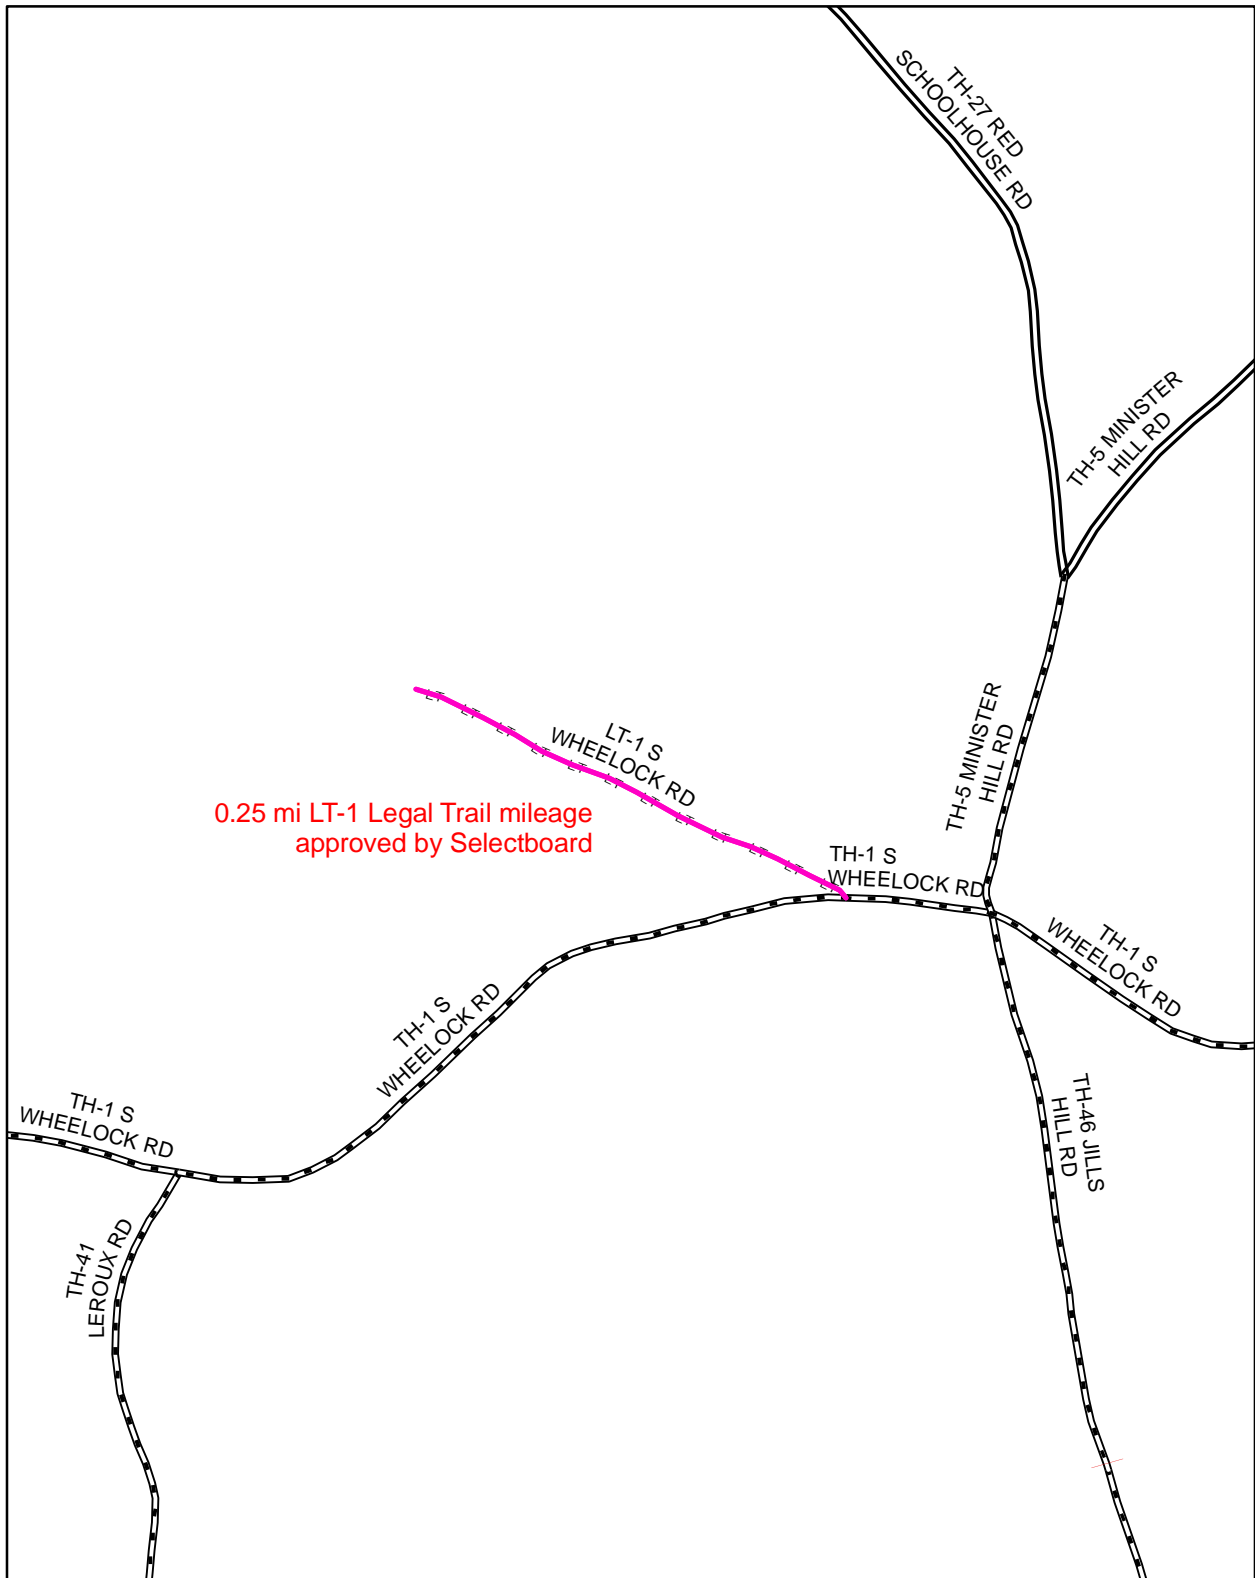 TH-27 RED
SCHOOLHOUSE RD
TH-5 MINISTER
HILL RD
TH-5 MINISTER
HILL RD
LT-1 S
WHEELOCK RD
0.25 mi LT-1 Legal Trail mileage
approved by Selectboard
TH-1 S
WHEELOCK RD
TH-1 S
WHEELOCK RD
TH-1 S
WHEELOCK RD
TH-1 S
WHEELOCK RD
TH-46 JILLS
HILL RD
TH-41
LEROUX RD